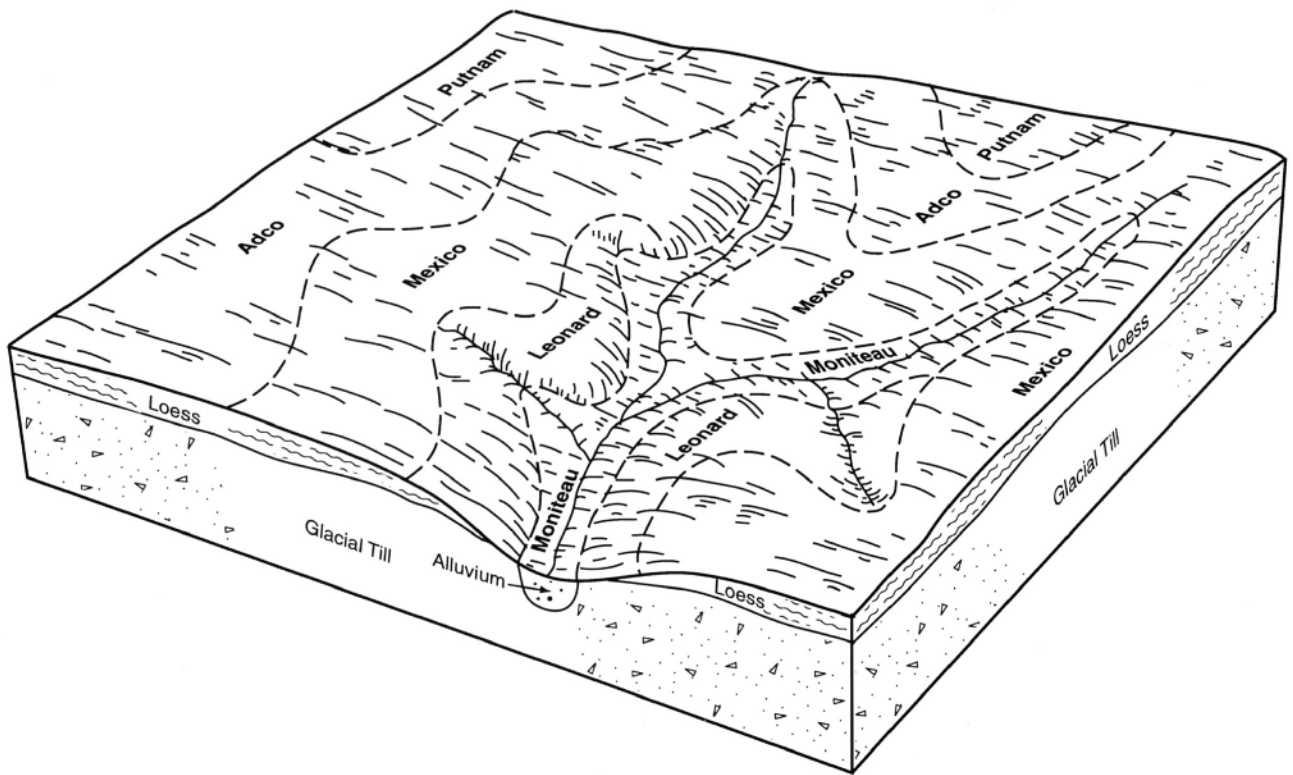 Putnam
Putnam
Adco
Adco
Mexico
Mexico
Leonard
Moniteau
Mexico
Loess
Leonard
Loess
Moniteau
Glacial Till
Glacial Till
Alluvium
Loess